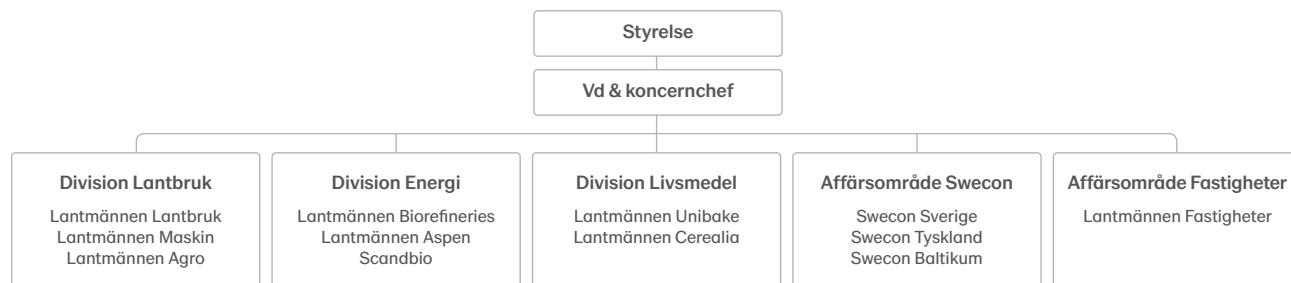 Styrelse
Vd & koncernchef
Division Lantbruk
Lantmännen Lantbruk
Lantmännen Maskin
Lantmännen Agro
Division Energi
Lantmännen Biorefineries
Lantmännen Aspen
Scandbio
Division Livsmedel
Lantmännen Unibake
Lantmännen Cerealia
Affärsområde Swecon
Swecon Sverige
Swecon Tyskland
Swecon Baltikum
Affärsområde Fastigheter
Lantmännen Fastigheter